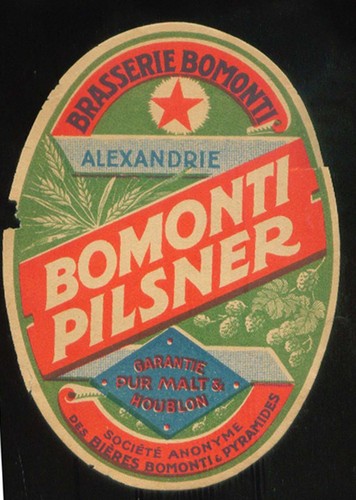 BRASSERIE BOMONTI
ALEXANDRIE
BOMONTI
PILSNER
GARANTIE
PUR MALT &
HOUBLON
SOCIÉTÉ ANONYME
DES BIÈRES BOMONTI & PYRAMIDES